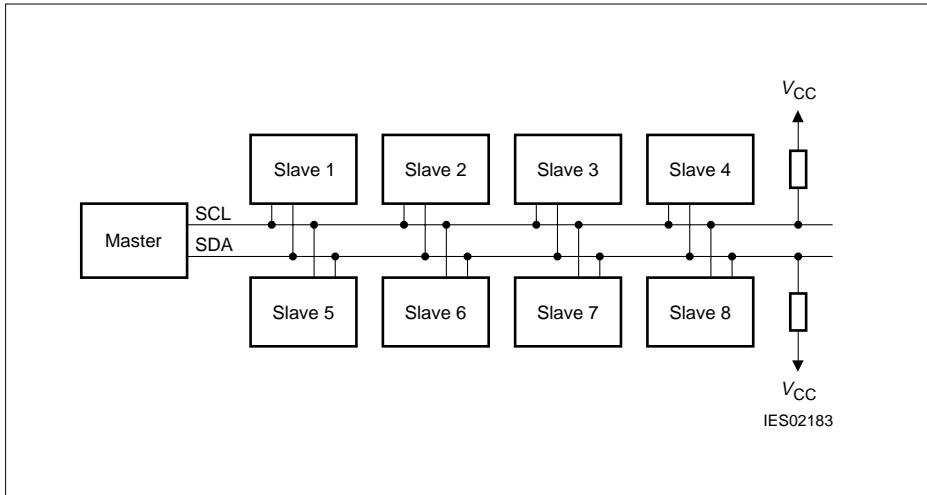 VCC
Slave 1
Slave 2
Slave 3
Slave 4
SCL
Master
SDA
Slave 5
Slave 6
Slave 7
Slave 8
VCC
IES02183